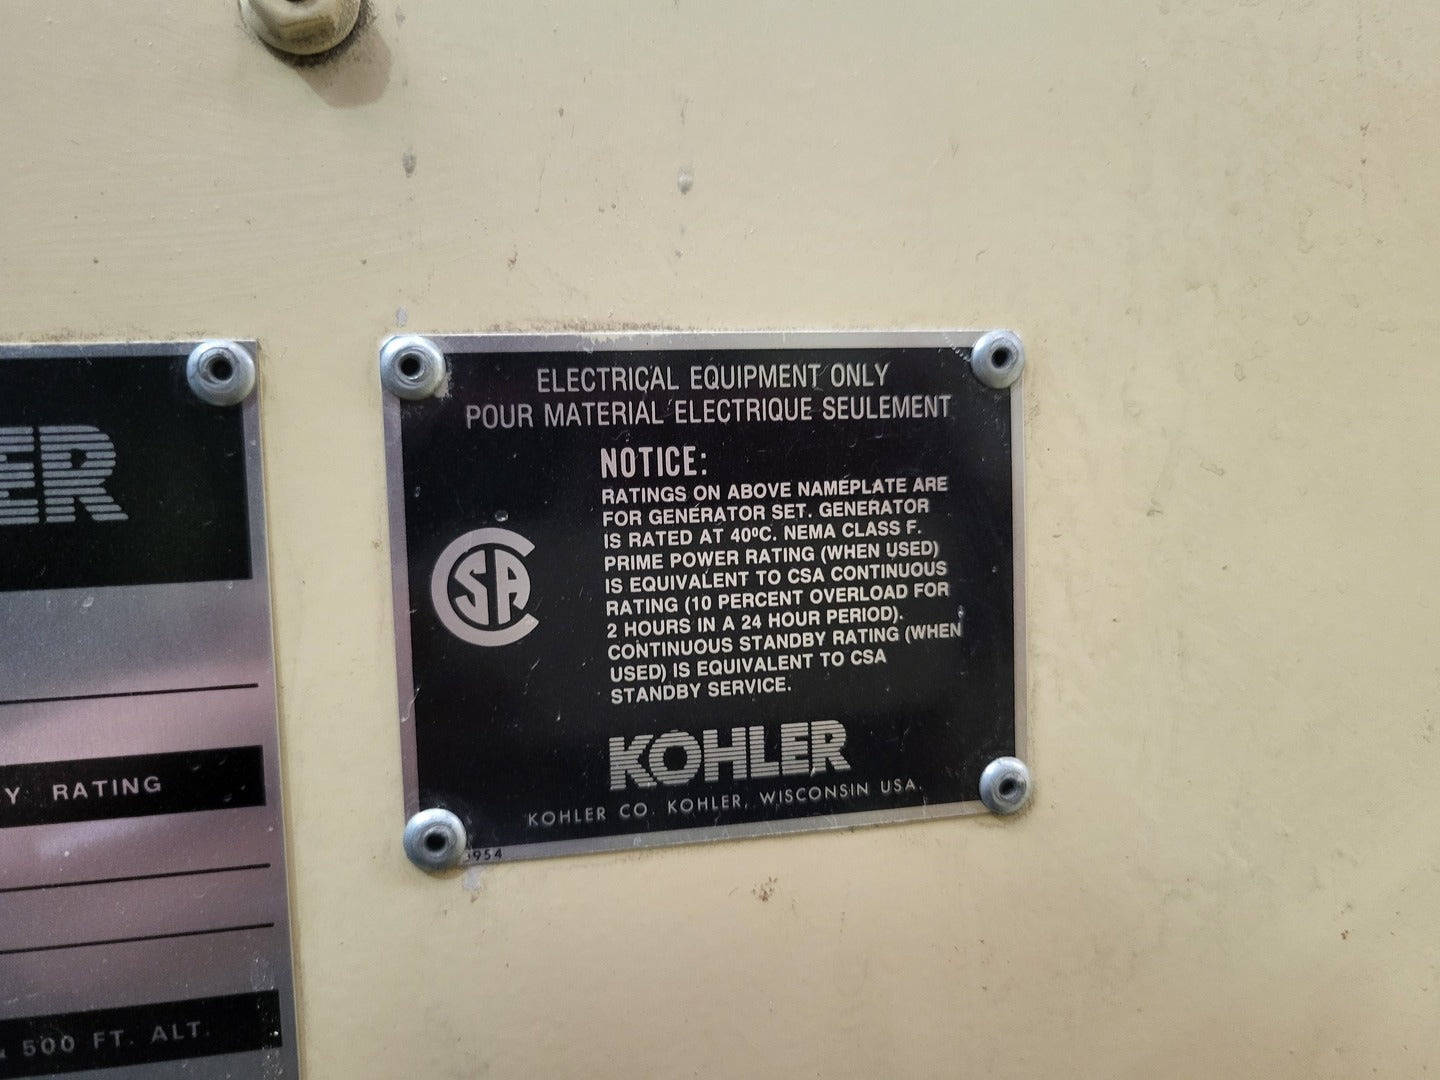 ELECTRICAL EQUIPMENT ONLY
POUR MATERIAL ELECTRIQUE SEULEMENT
NOTICE:
RATINGS ON ABOVE NAMEPLATE ARE
FOR GENERATOR SET. GENERATOR
IS RATED AT 40ºC. NEMA CLASS F.
PRIME POWER RATING (WHEN USED)
IS EQUIVALENT TO CSA CONTINUOUS
RATING (10 PERCENT OVERLOAD FOR
2 HOURS IN A 24 HOUR PERIOD).
CONTINUOUS STANDBY RATING (WHEN
USED) IS EQUIVALENT TO CSA
STANDBY SERVICE.
CSA
KOHLER
KOHLER CO. KOHLER, WISCONSIN USA.
954
ER
Y RATING
500 FT. ALT.